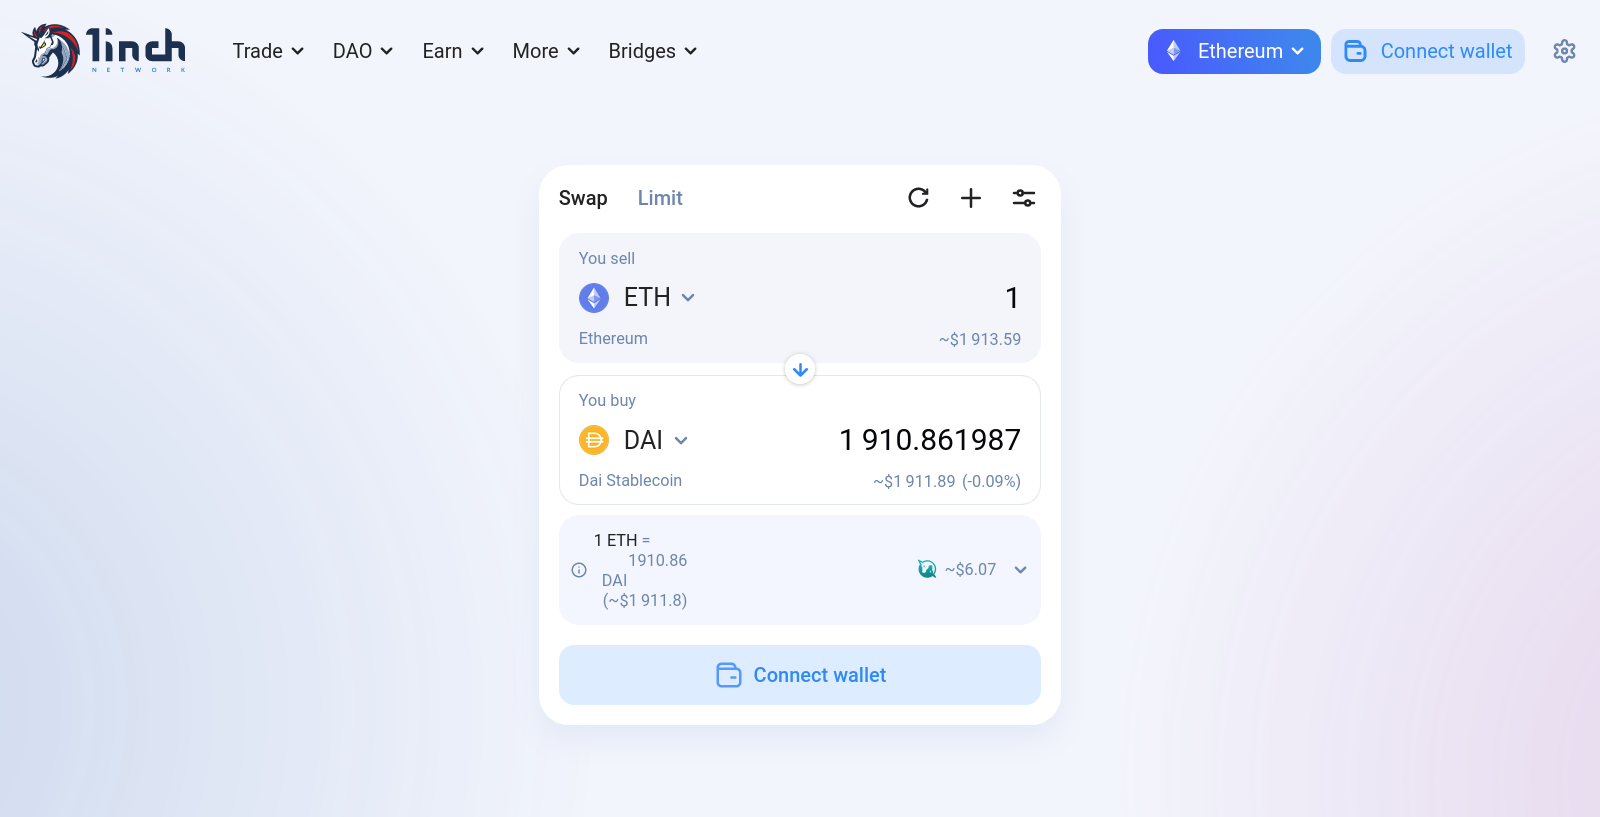 1inch
NETWORK
Trade DAO Earn More Bridges
Ethereum Connect wallet
Swap Limit
You sell
ETH 1
Ethereum ~$1 913.59
You buy
DAI 1 910.861987
Dai Stablecoin ~$1 911.89 (-0.09%)
1 ETH =
1910.86
DAI
(~$1 911.8)
~$6.07
Connect wallet